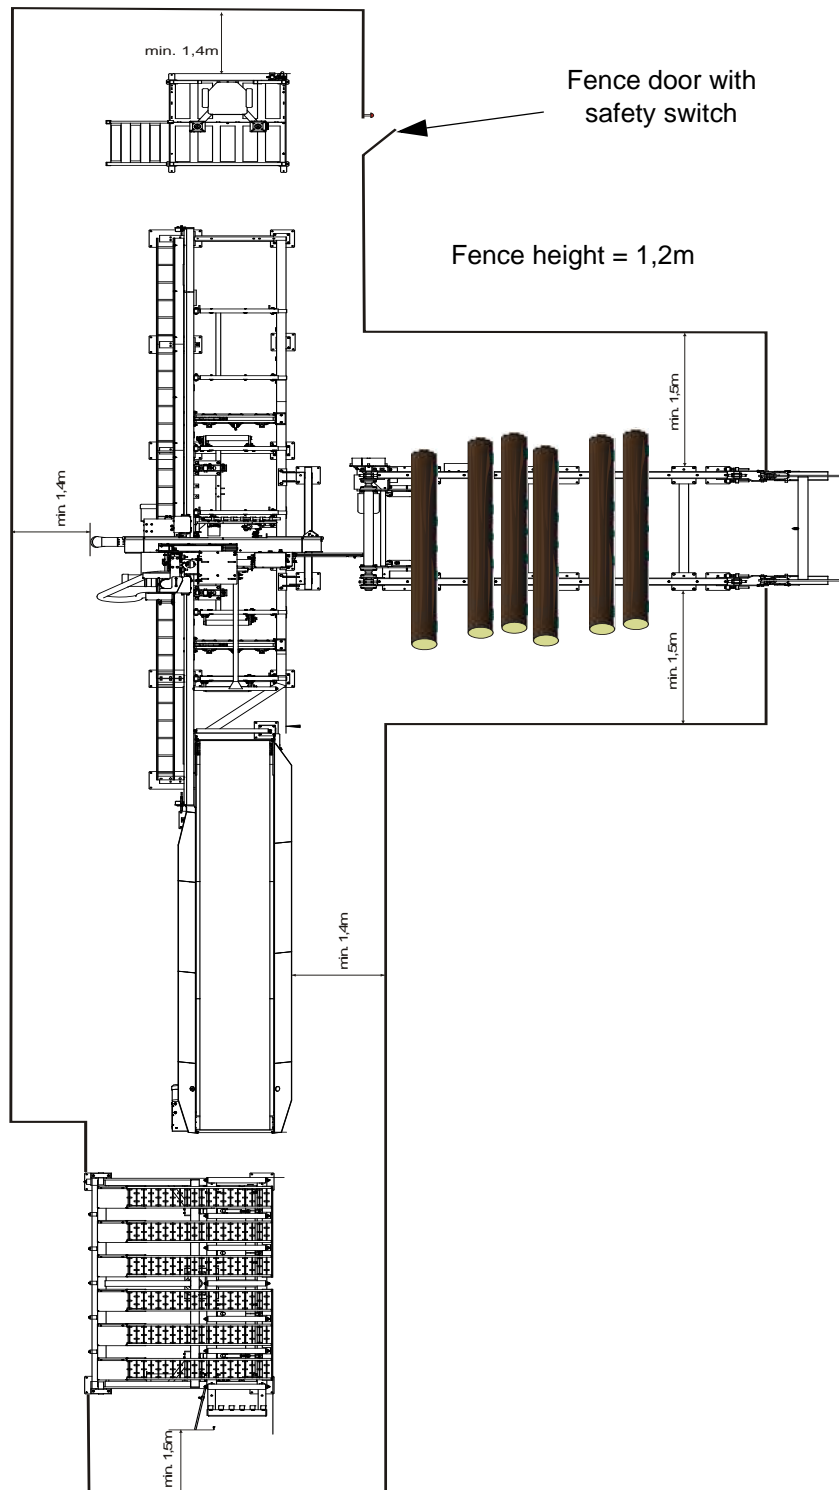 min. 1,4m
Fence door with
safety switch
Fence height = 1,2m
min. 1,5m
min. 1,4m
min. 1,5m
min. 1,4m
min. 1,5m